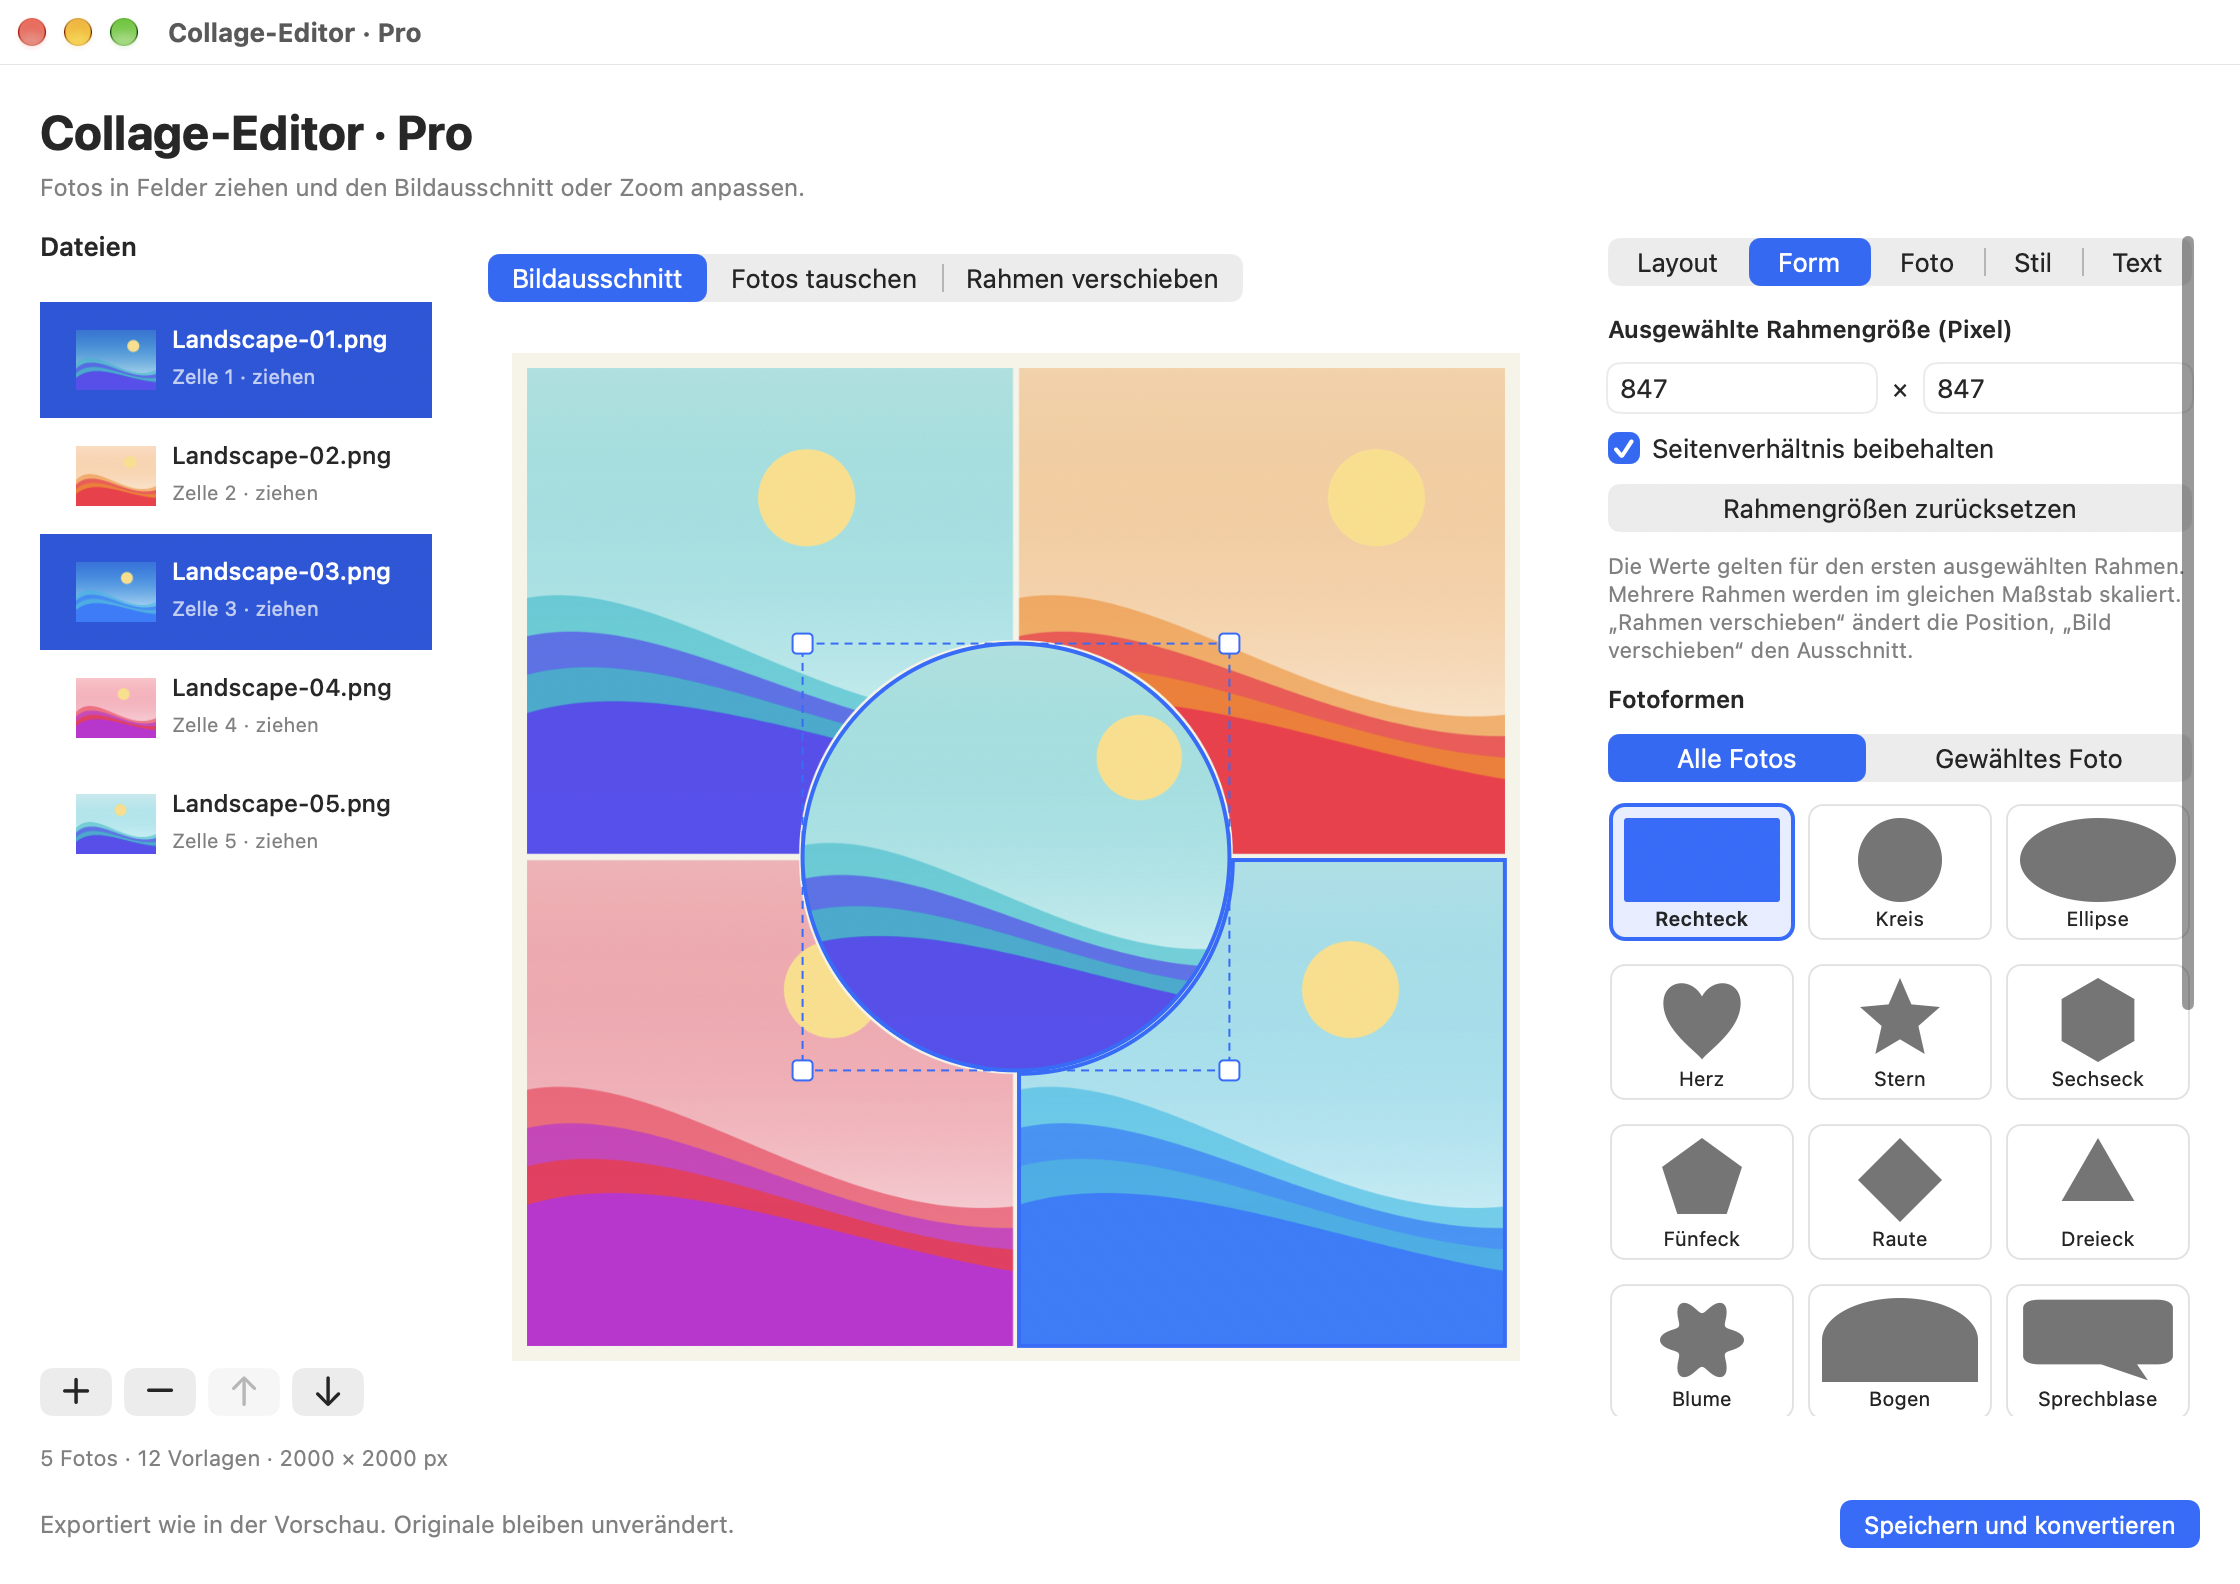 Collage-Editor · Pro
Collage-Editor · Pro
Fotos in Felder ziehen und den Bildausschnitt oder Zoom anpassen.
Dateien
Landscape-01.png
Zelle 1 · ziehen
Landscape-02.png
Zelle 2 · ziehen
Landscape-03.png
Zelle 3 · ziehen
Landscape-04.png
Zelle 4 · ziehen
Landscape-05.png
Zelle 5 · ziehen
5 Fotos · 12 Vorlagen · 2000 × 2000 px
Exportiert wie in der Vorschau. Originale bleiben unverändert.
Bildausschnitt Fotos tauschen Rahmen verschieben
Layout Form Foto Stil Text
Ausgewählte Rahmengröße (Pixel)
847 × 847
Seitenverhältnis beibehalten
Rahmengrößen zurücksetzen
Die Werte gelten für den ersten ausgewählten Rahmen.
Mehrere Rahmen werden im gleichen Maßstab skaliert.
„Rahmen verschieben“ ändert die Position, „Bild
verschieben“ den Ausschnitt.
Fotoformen
Alle Fotos Gewähltes Foto
Rechteck Kreis Ellipse
Herz Stern Sechseck
Fünfeck Raute Dreieck
Blume Bogen Sprechblase
Speichern und konvertieren